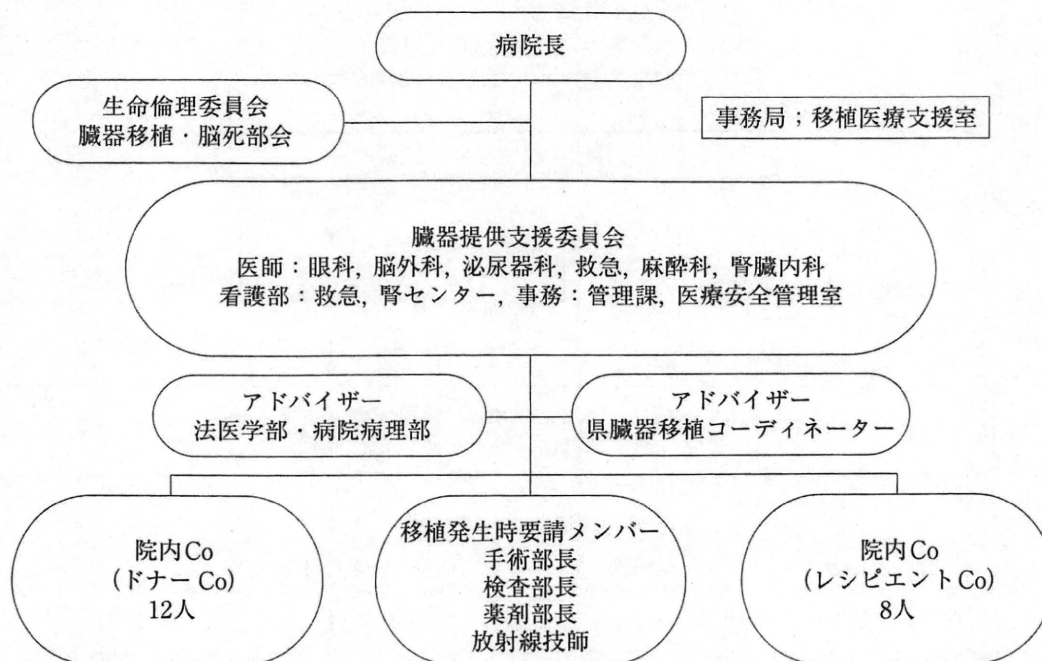 病院長
生命倫理委員会
臓器移植・脳死部会
事務局；移植医療支援室
臓器提供支援委員会
医師：眼科, 脳外科, 泌尿器科, 救急, 麻酔科, 腎臓内科
看護部：救急, 腎センター, 事務：管理課, 医療安全管理室
アドバイザー
法医学部・病院病理部
アドバイザー
県臓器移植コーディネーター
院内Co
(ドナーCo)
12人
移植発生時要請メンバー
手術部長
検査部長
薬剤部長
放射線技師
院内Co
(レシピエントCo)
8人